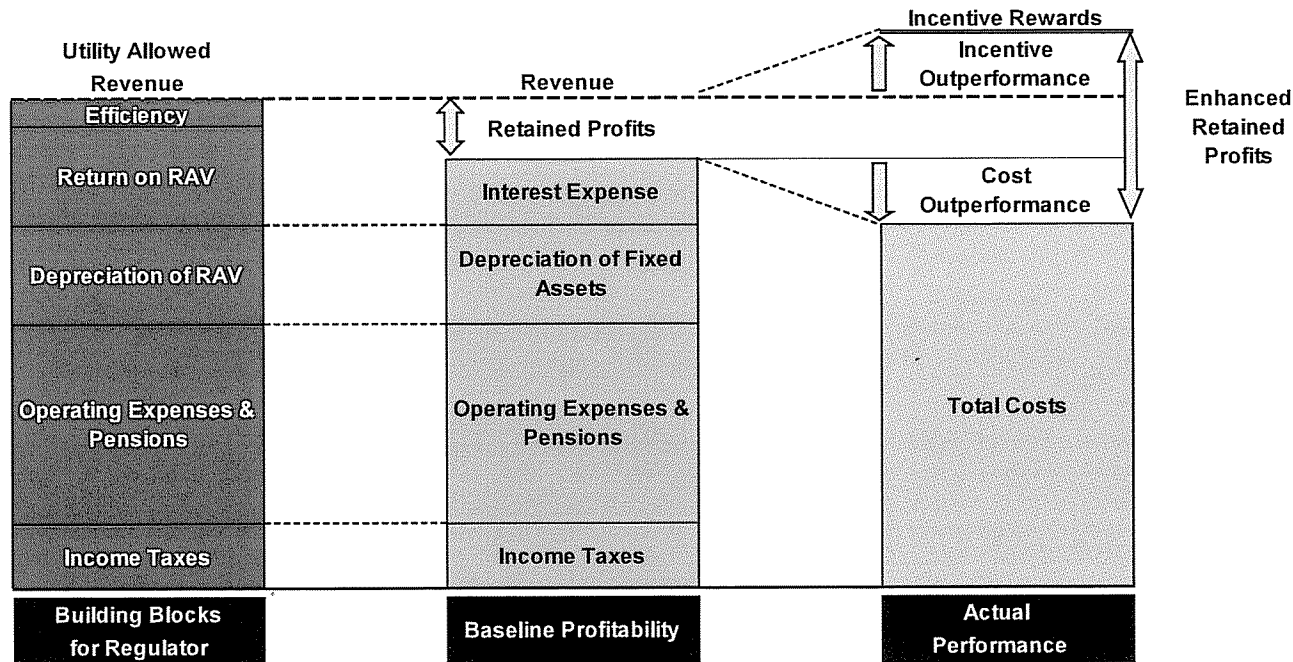 Utility Allowed
Revenue
Efficiency
Return on RAV
Depreciation of RAV
Operating Expenses &
Pensions
Income Taxes
Building Blocks
for Regulator
Revenue
Retained Profits
Interest Expense
Depreciation of Fixed
Assets
Operating Expenses &
Pensions
Income Taxes
Baseline Profitability
Incentive Rewards
Incentive
Outperformance
Cost
Outperformance
Total Costs
Actual
Performance
Enhanced
Retained
Profits